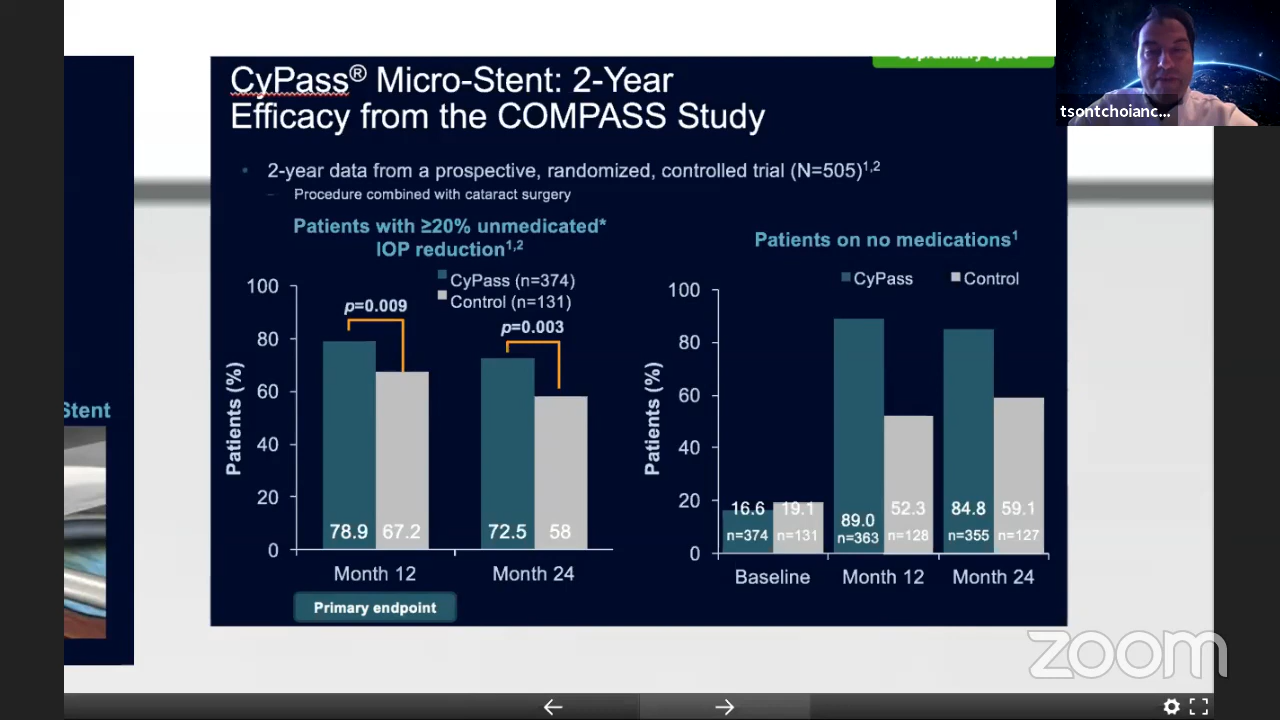 CyPass® Micro-Stent: 2-Year
Efficacy from the COMPASS Study
tsontchoianc...
• 2-year data from a prospective, randomized, controlled trial (N=505)1,2
– Procedure combined with cataract surgery
Patients with ≥20% unmedicated*
IOP reduction1,2
CyPass (n=374)
Control (n=131)
p=0.009
p=0.003
Patients (%)
100
80
60
40
20
0
78.9 67.2
72.5 58
Month 12
Month 24
Primary endpoint
Patients on no medications1
CyPass Control
Patients (%)
100
80
60
40
20
0
16.6 19.1
n=374 n=131
89.0 52.3
n=363 n=128
84.8 59.1
n=355 n=127
Baseline
Month 12
Month 24
Stent
zoom